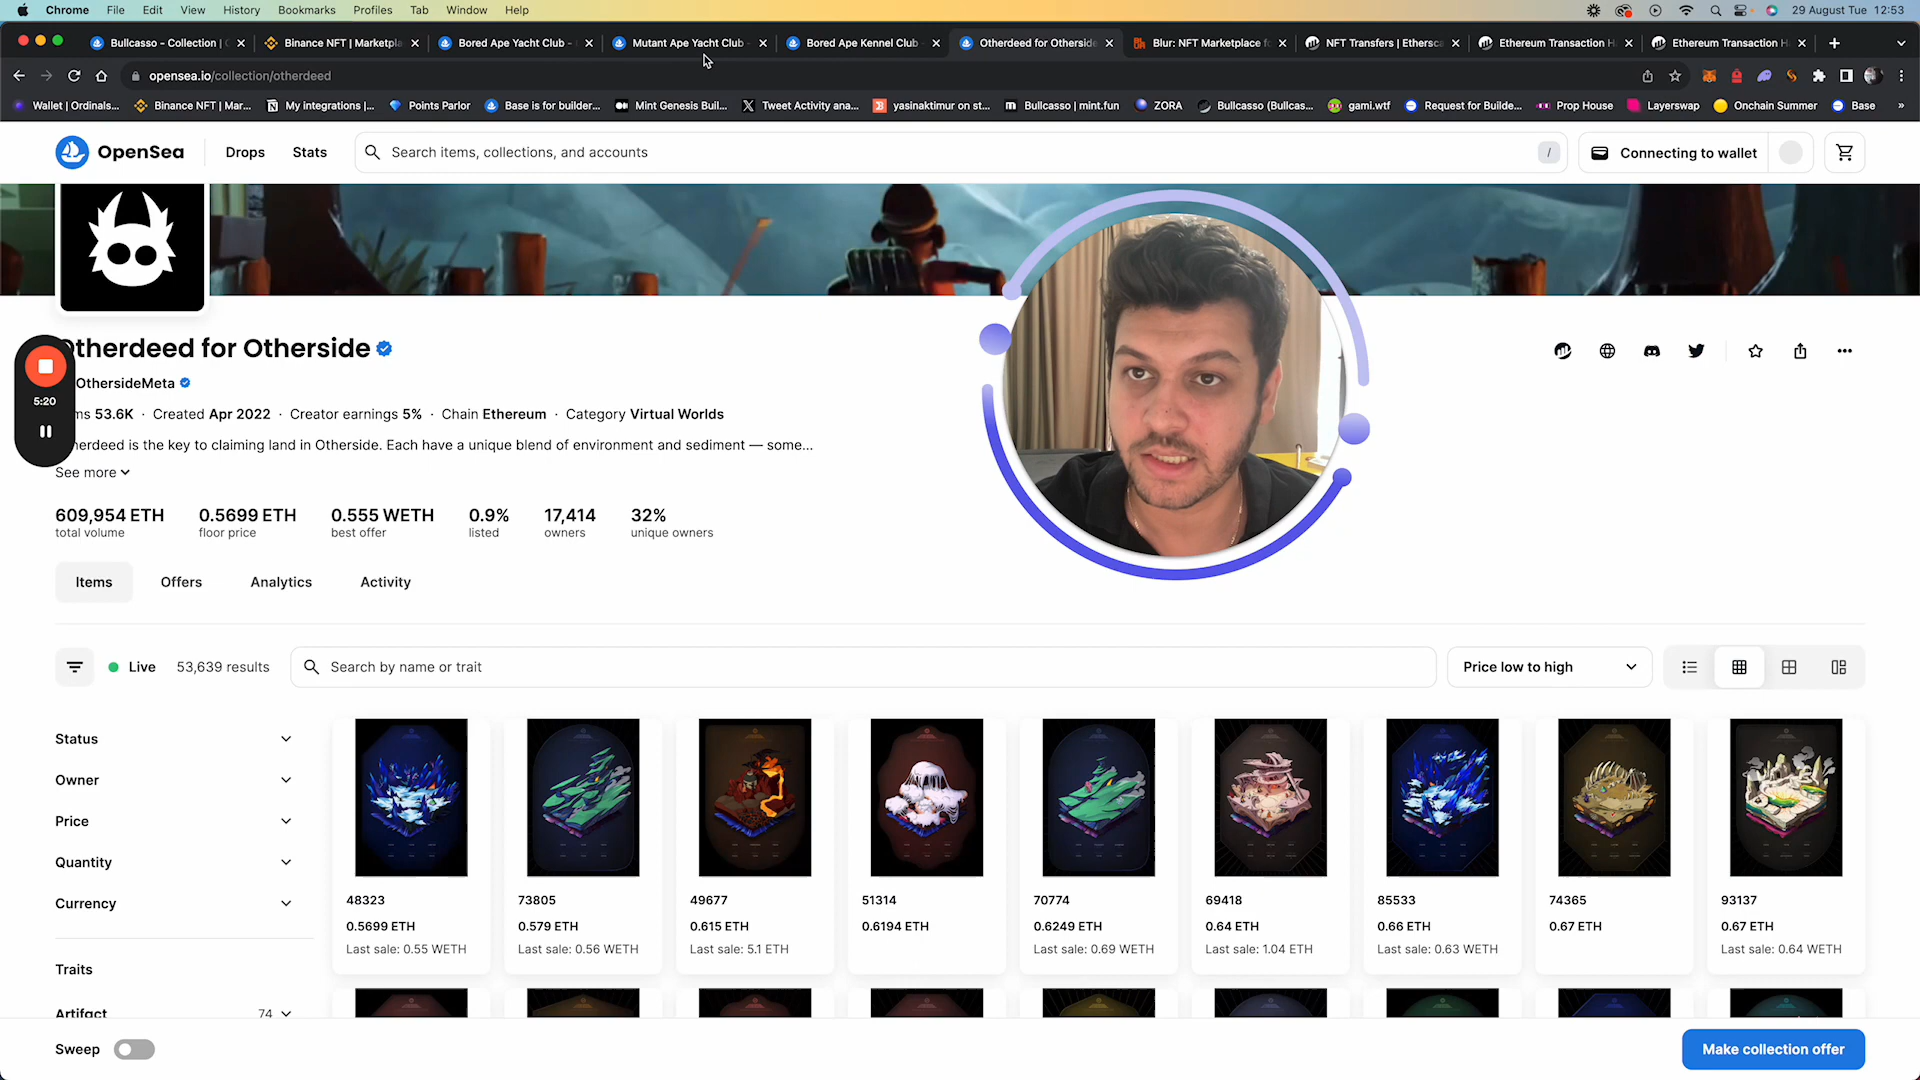 Chrome File Edit View History Bookmarks Profiles Tab Window Help 29 August Tue 12:53
Bullcasso - Collection | Binance NFT | Marketpla Bored Ape Yacht Club - Mutant Ape Yacht Club - Bored Ape Kennel Club Otherdeed for Otherside Blur: NFT Marketplace fo NFT Transfers | Ethersca Ethereum Transaction H Ethereum Transaction H
opensea.io/collection/otherdeed
Wallet | Ordinals... Binance NFT | Mar... My integrations |... Points Parlor Base is for builder... Mint Genesis Buil... Tweet Activity ana... yasinaktimur on st... Bullcasso | mint.fun Bullcasso (Bullcas... ZORA gami.wtf Request for Builde... Prop House Layerswap Onchain Summer Base »
OpenSea Drops Stats Search items, collections, and accounts / Connecting to wallet
Otherdeed for Otherside
OthersideMeta
5:20
ms 53.6K · Created Apr 2022 · Creator earnings 5% · Chain Ethereum · Category Virtual Worlds
herdeed is the key to claiming land in Otherside. Each have a unique blend of environment and sediment — some...
See more
609,954 ETH 0.5699 ETH 0.555 WETH 0.9% 17,414 32%
total volume floor price best offer listed owners unique owners
Items Offers Analytics Activity
Live 53,639 results Search by name or trait Price low to high
Status
Owner
Price
Quantity
Currency
Traits
Artifact 74
48323 73805 49677 51314 70774 69418 85533 74365 93137
0.5699 ETH 0.579 ETH 0.615 ETH 0.6194 ETH 0.6249 ETH 0.64 ETH 0.66 ETH 0.67 ETH 0.67 ETH
Last sale: 0.55 WETH Last sale: 0.56 WETH Last sale: 5.1 ETH Last sale: 0.69 WETH Last sale: 1.04 ETH Last sale: 0.63 WETH Last sale: 0.64 WETH
Sweep Make collection offer